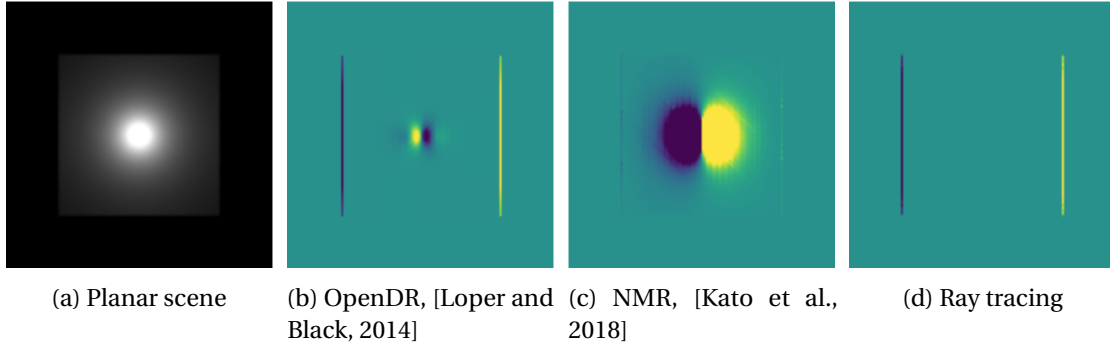 (a) Planar scene
(b) OpenDR, [Loper and
Black, 2014]
(c) NMR, [Kato et al.,
2018]
(d) Ray tracing